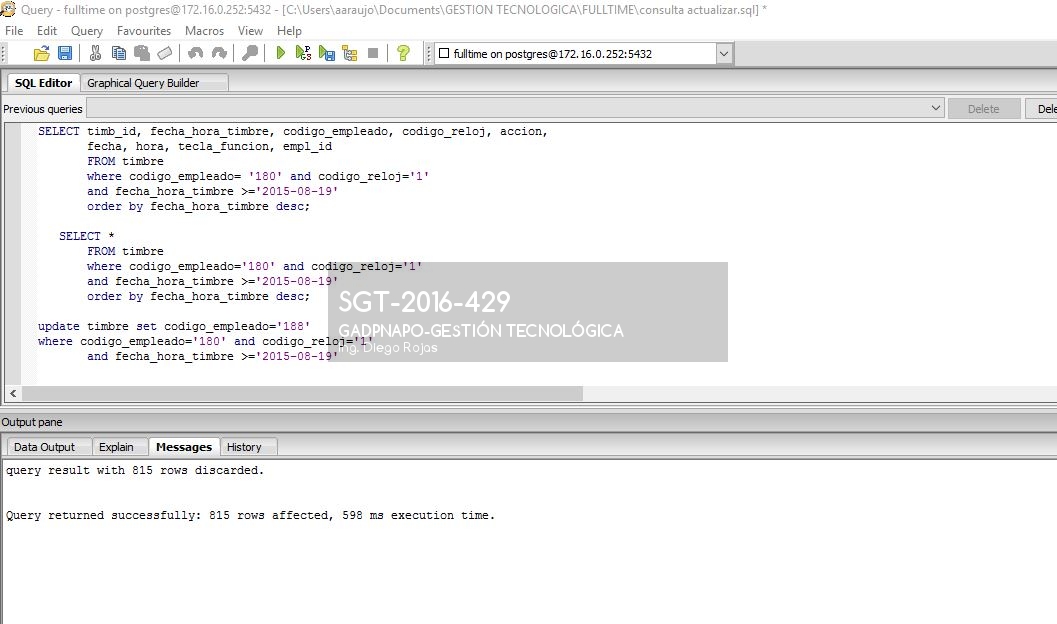 Query - fulltime on postgres@172.16.0.252:5432 - [C:\Users\aaraujo\Documents\GESTION TECNOLOGICA\FULLTIME\consulta actualizar.sql] *
File Edit Query Favourites Macros View Help
fulltime on postgres@172.16.0.252:5432
SQL Editor Graphical Query Builder
Previous queries Delete Dele
SELECT timb_id, fecha_hora_timbre, codigo_empleado, codigo_reloj, accion,
fecha, hora, tecla_funcion, empl_id
FROM timbre
where codigo_empleado= '180' and codigo_reloj='1'
and fecha_hora_timbre >='2015-08-19'
order by fecha_hora_timbre desc;
SELECT *
FROM timbre
where codigo_empleado='180' and codigo_reloj='1'
and fecha_hora_timbre >='2015-08-19'
order by fecha_hora_timbre desc;
SGT-2016-429
update timbre set codigo_empleado='188'
GADPNAPO-GESTIÓN TECNOLÓGICA
where codigo_empleado='180' and codigo_reloj='1'
Ing. Diego Rojas
and fecha_hora_timbre >='2015-08-19'
Output pane
Data Output Explain Messages History
query result with 815 rows discarded.
Query returned successfully: 815 rows affected, 598 ms execution time.